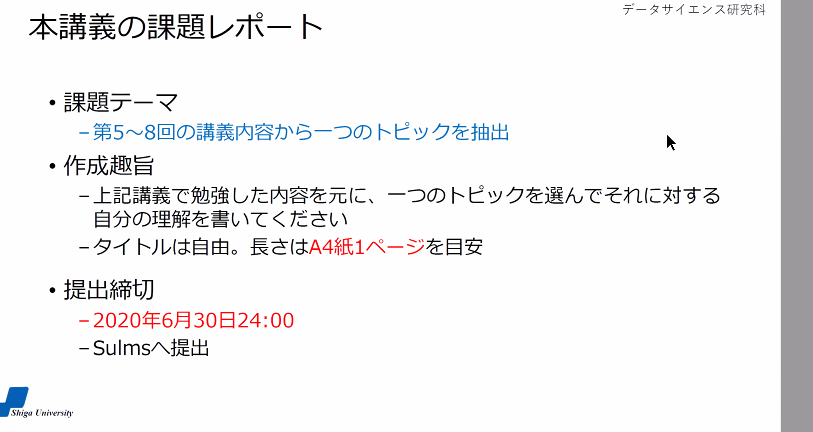 データサイエンス研究科
本講義の課題レポート
• 課題テーマ
–第5～8回の講義内容から一つのトピックを抽出
• 作成趣旨
–上記講義で勉強した内容を元に、一つのトピックを選んでそれに対する
自分の理解を書いてください
–タイトルは自由。長さはA4紙1ページを目安
• 提出締切
–2020年6月30日24:00
–Sulmsへ提出
Shiga University